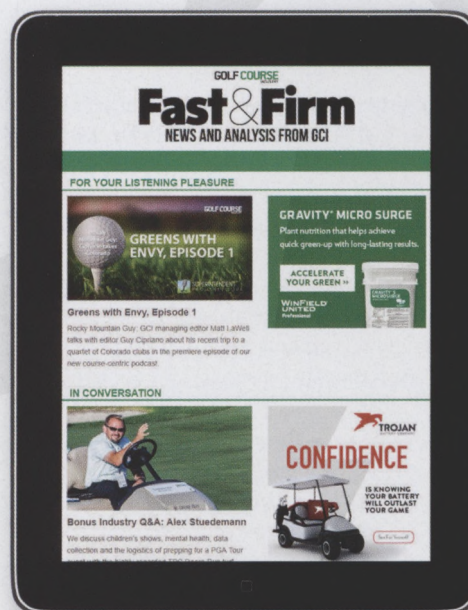 GOLF COURSE
INDUSTRY
Fast&Firm
NEWS AND ANALYSIS FROM GCI
FOR YOUR LISTENING PLEASURE
GOLF COURSE
GREENS WITH
ENVY, EPISODE 1
Greens with Envy, Episode 1
Rocky Mountain Guy: GCI managing editor Matt LaWell
talks with editor Guy Cipriano about his recent trip to a
quartet of Colorado clubs in the premiere episode of our
new course-centric podcast
GRAVITY® MICRO SURGE
Plant nutrition that helps achieve
quick green-up with long-lasting results.
ACCELERATE
YOUR GREEN >>
WINFIELD
UNITED
Professional
IN CONVERSATION
Bonus Industry Q&A: Alex Stuedemann
We discuss children's shows, mental health, data
collection and the logistics of prepping for a PGA Tour
TROJAN
BATTERY COMPANY
CONFIDENCE
IS KNOWING
YOUR BATTERY
WILL OUTLAST
YOUR GAME